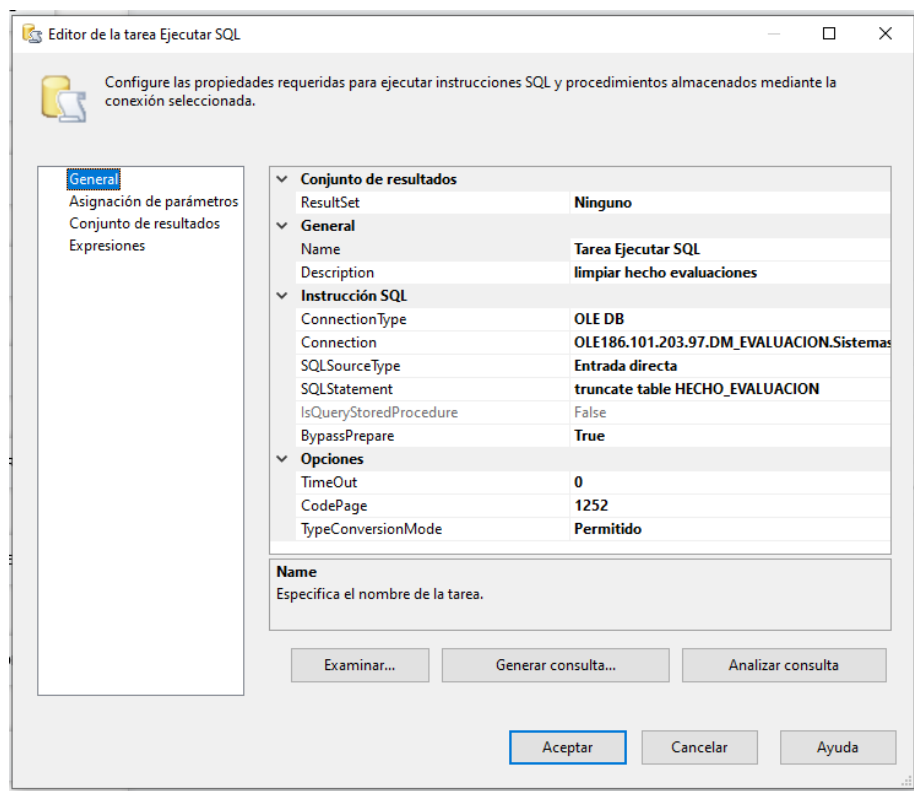 Editor de la tarea Ejecutar SQL
Configure las propiedades requeridas para ejecutar instrucciones SQL y procedimientos almacenados mediante la
conexión seleccionada.
General
Asignación de parámetros
Conjunto de resultados
Expresiones
Conjunto de resultados
ResultSet Ninguno
General
Name Tarea Ejecutar SQL
Description limpiar hecho evaluaciones
Instrucción SQL
ConnectionType OLE DB
Connection OLE186.101.203.97.DM_EVALUACION.Sistemas
SQLSourceType Entrada directa
SQLStatement truncate table HECHO_EVALUACION
IsQueryStoredProcedure False
BypassPrepare True
Opciones
TimeOut 0
CodePage 1252
TypeConversionMode Permitido
Name
Especifica el nombre de la tarea.
Examinar... Generar consulta... Analizar consulta
Aceptar Cancelar Ayuda